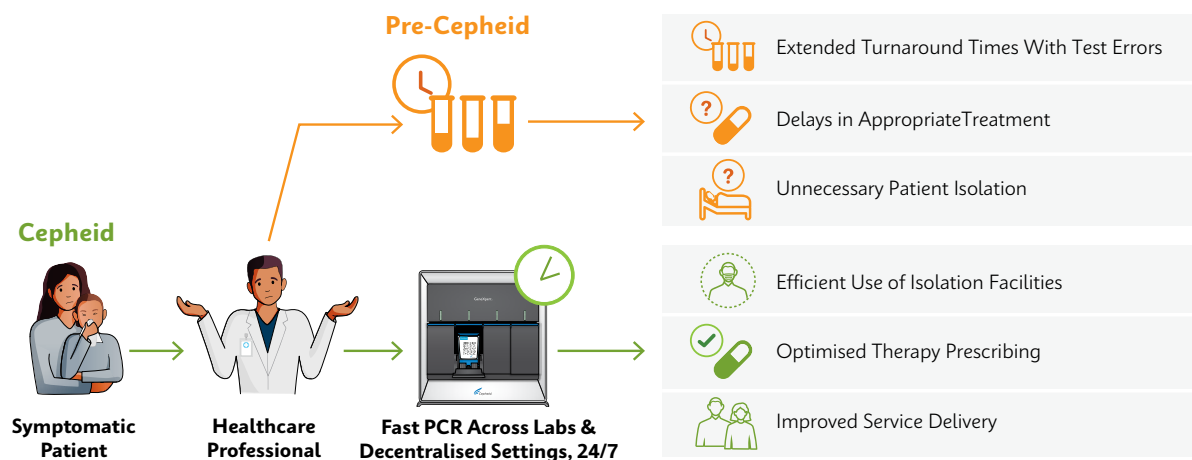 Pre-Cepheid
Extended Turnaround Times With Test Errors
? Delays in AppropriateTreatment
? Unnecessary Patient Isolation
Cepheid
GeneXpert
Cepheid
Efficient Use of Isolation Facilities
Optimised Therapy Prescribing
Improved Service Delivery
Symptomatic
Patient
Healthcare
Professional
Fast PCR Across Labs &
Decentralised Settings, 24/7